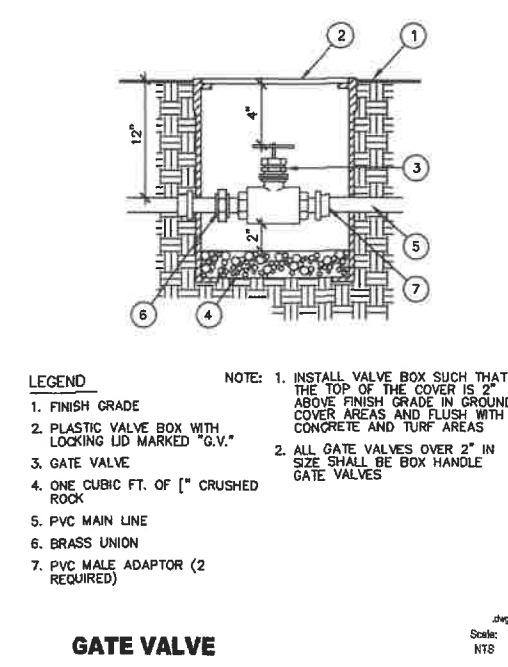 2
1
4"
12"
3
2"
5
7
6
4
LEGEND
1. FINISH GRADE
2. PLASTIC VALVE BOX WITH
LOCKING LID MARKED "G.V."
3. GATE VALVE
4. ONE CUBIC FT. OF [" CRUSHED
ROCK
5. PVC MAIN LINE
6. BRASS UNION
7. PVC MALE ADAPTOR (2
REQUIRED)
NOTE: 1. INSTALL VALVE BOX SUCH THAT
THE TOP OF THE COVER IS 2"
ABOVE FINISH GRADE IN GROUND
COVER AREAS AND FLUSH WITH
CONCRETE AND TURF AREAS
2. ALL GATE VALVES OVER 2" IN
SIZE SHALL BE BOX HANDLE
GATE VALVES
.dwg
Scale:
NTS
GATE VALVE